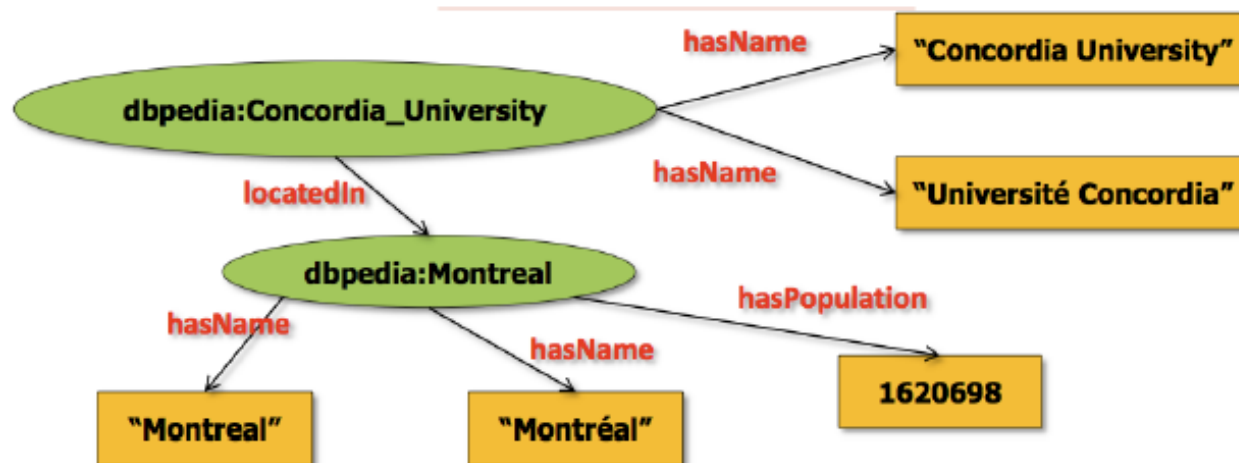 hasName
“Concordia University”
dbpedia:Concordia_University
hasName
“Université Concordia”
locatedIn
dbpedia:Montreal
hasPopulation
hasName
hasName
1620698
“Montreal”
“Montréal”